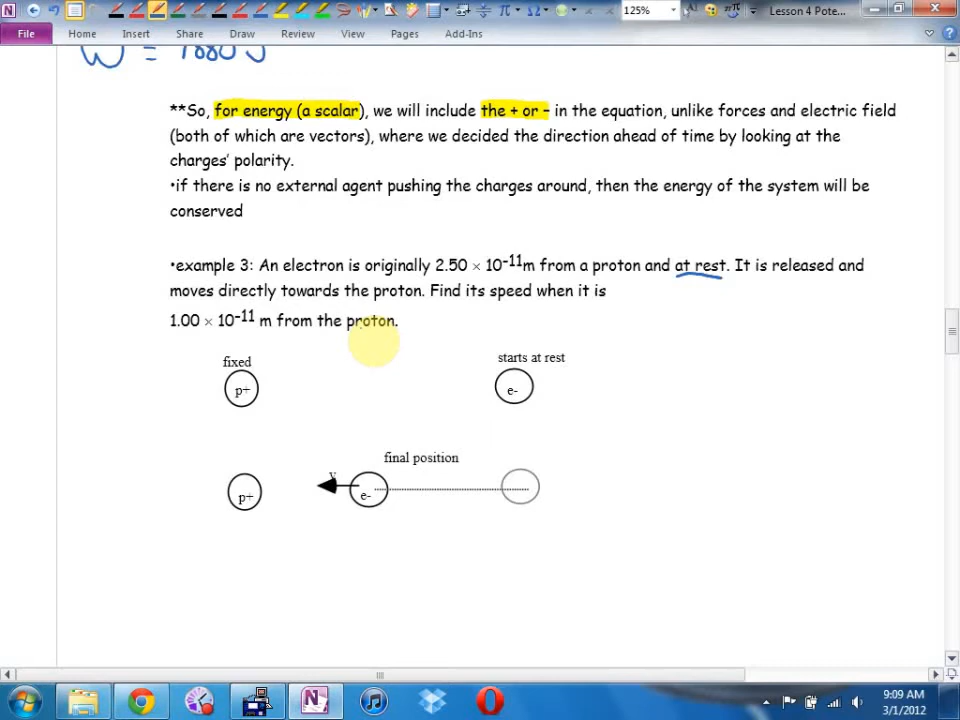 125%
Lesson 4 Pote...
File Home Insert Share Draw Review View Pages Add-Ins
W = 1880 J
**So, for energy (a scalar), we will include the + or – in the equation, unlike forces and electric field
(both of which are vectors), where we decided the direction ahead of time by looking at the
charges' polarity.
•if there is no external agent pushing the charges around, then the energy of the system will be
conserved
•example 3: An electron is originally 2.50 × 10⁻¹¹m from a proton and at rest. It is released and
moves directly towards the proton. Find its speed when it is
1.00 × 10⁻¹¹ m from the proton.
fixed
starts at rest
p+
e-
final position
v
p+
e-
9:09 AM
3/1/2012